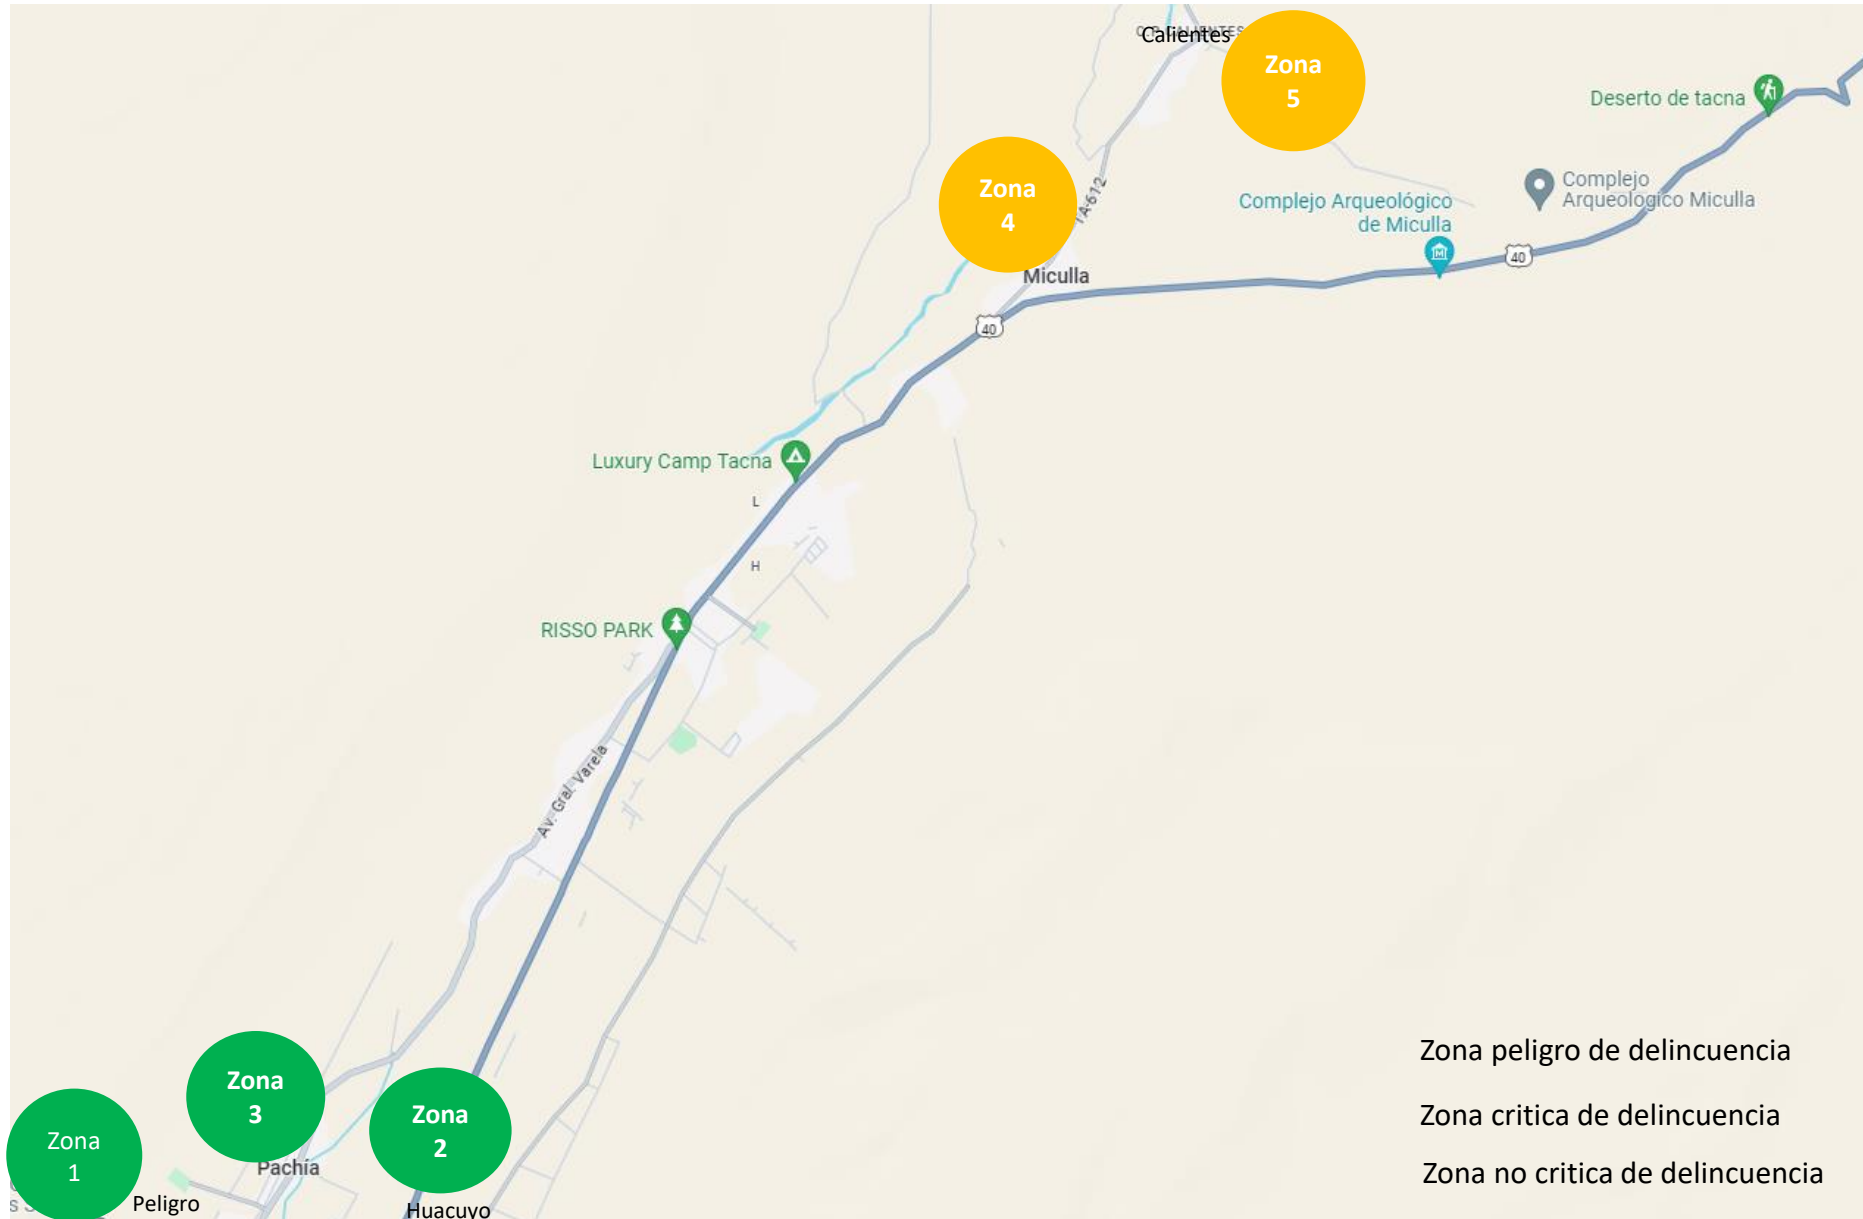 Calientes
Zona
5
Deserto de tacna
Zona
4
TA-612
Complejo Arqueológico
de Miculla
Complejo
Arqueologico Miculla
40
Miculla
40
Luxury Camp Tacna
L
H
RISSO PARK
Av. Gral. Varela
Zona peligro de delincuencia
Zona
3
Zona
2
Zona critica de delincuencia
Zona
1
Pachía
Zona no critica de delincuencia
Peligro
Huacuyo